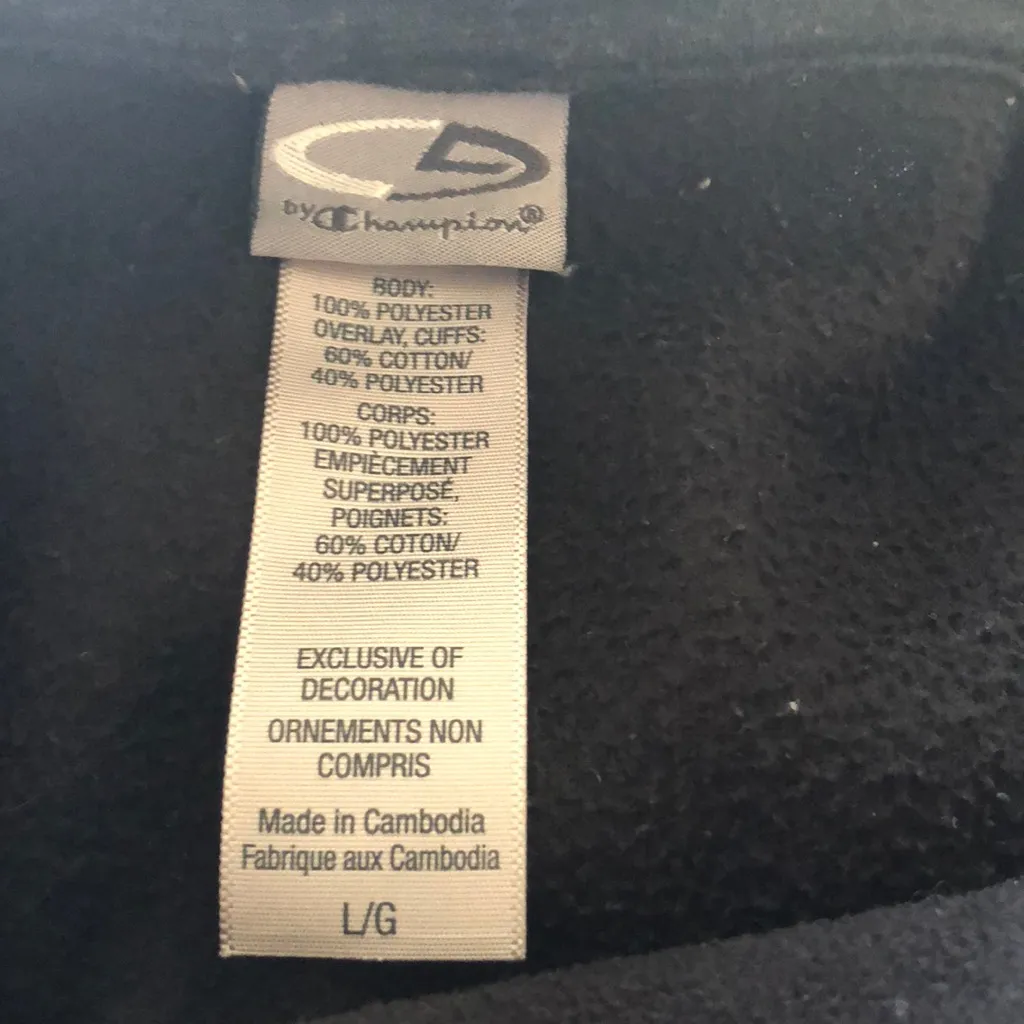 by Champion®
BODY:
100% POLYESTER
OVERLAY, CUFFS:
60% COTTON/
40% POLYESTER
CORPS:
100% POLYESTER
EMPIÈCEMENT
SUPERPOSÉ,
POIGNETS:
60% COTON/
40% POLYESTER
EXCLUSIVE OF
DECORATION
ORNEMENTS NON
COMPRIS
Made in Cambodia
Fabrique aux Cambodia
L/G